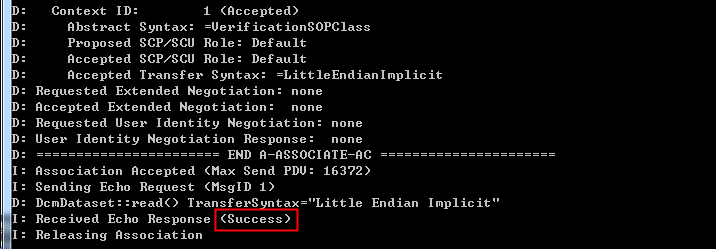 D:   Context ID:        1 (Accepted)
D:     Abstract Syntax: =VerificationSOPClass
D:     Proposed SCP/SCU Role: Default
D:     Accepted SCP/SCU Role: Default
D:     Accepted Transfer Syntax: =LittleEndianImplicit
D: Requested Extended Negotiation: none
D: Accepted Extended Negotiation:  none
D: Requested User Identity Negotiation: none
D: User Identity Negotiation Response:  none
D: ======================= END A-ASSOCIATE-AC ======================
I: Association Accepted (Max Send PDV: 16372)
I: Sending Echo Request (MsgID 1)
D: DcmDataset::read() TransferSyntax="Little Endian Implicit"
I: Received Echo Response (Success)
I: Releasing Association